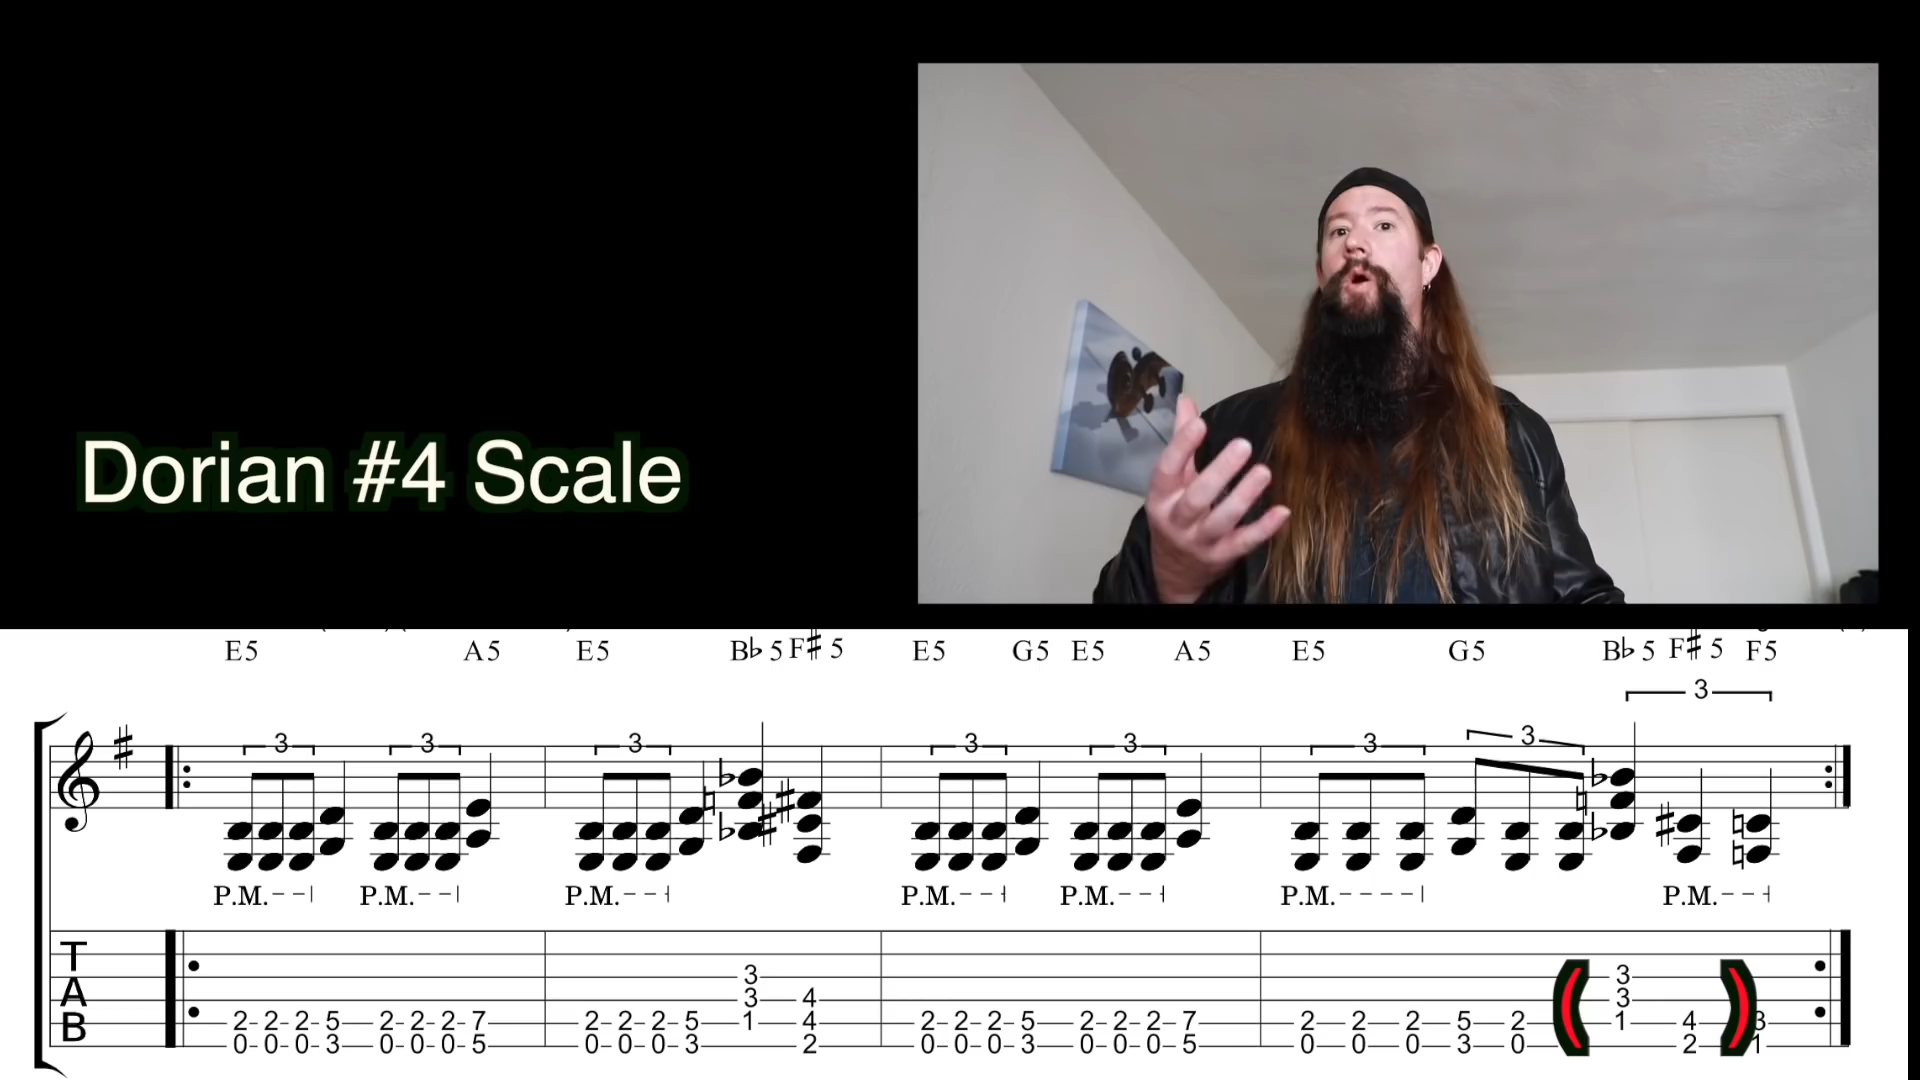 Dorian #4 Scale
E5 A5 E5 B♭5 F♯5 E5 G5 E5 A5 E5 G5 B♭5 F♯5 F5
3
3 3 3 3 3 3 3
P.M. P.M. P.M. P.M. P.M. P.M. P.M.
T
A
B
3 3
3 4 3
2 2 2 5 2 2 2 7 2 2 2 5 1 4 2 2 2 5 2 2 2 7 2 2 2 5 2 1 4 3
0 0 0 3 0 0 0 5 0 0 0 3 2 0 0 0 3 0 0 0 5 0 0 0 3 0 2 1
( )